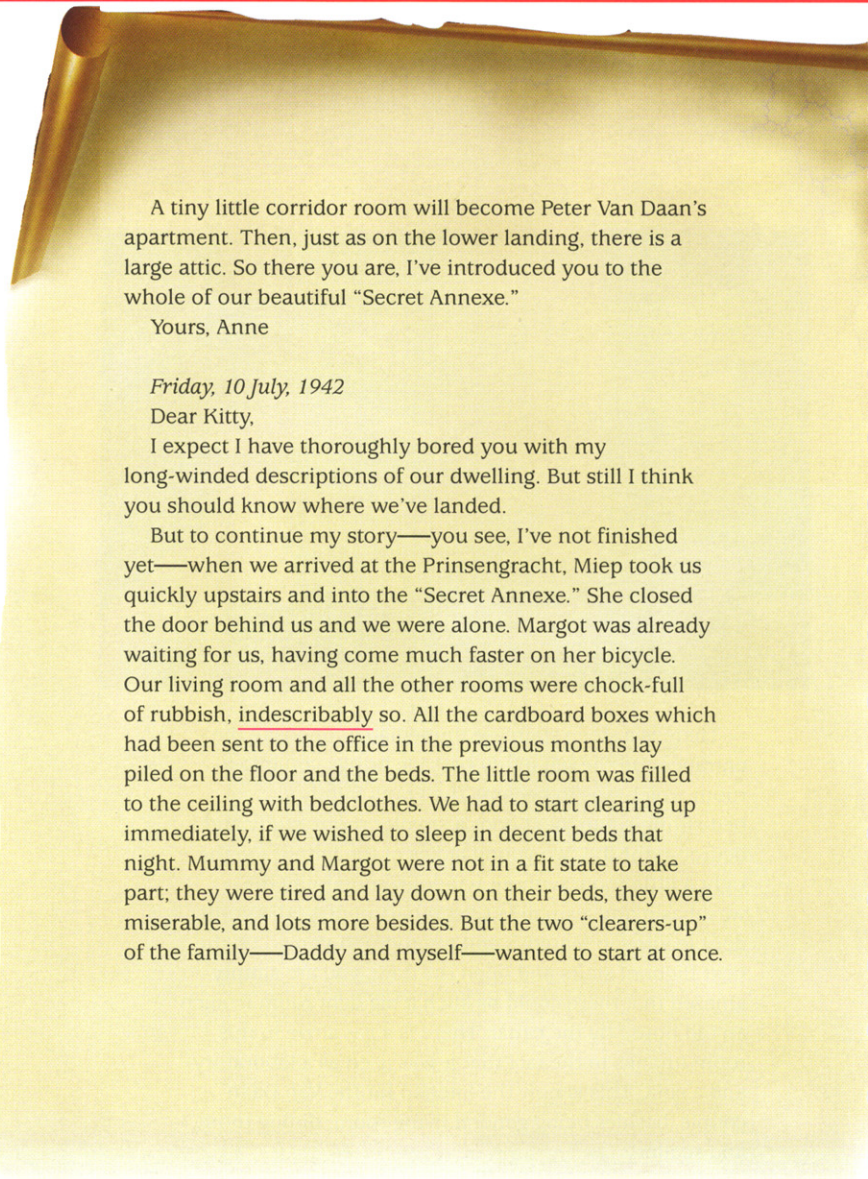 A tiny little corridor room will become Peter Van Daan's
apartment. Then, just as on the lower landing, there is a
large attic. So there you are, I've introduced you to the
whole of our beautiful “Secret Annexe.”
Yours, Anne
Friday, 10 July, 1942
Dear Kitty,
I expect I have thoroughly bored you with my
long-winded descriptions of our dwelling. But still I think
you should know where we've landed.
But to continue my story——you see, I've not finished
yet——when we arrived at the Prinsengracht, Miep took us
quickly upstairs and into the “Secret Annexe.” She closed
the door behind us and we were alone. Margot was already
waiting for us, having come much faster on her bicycle.
Our living room and all the other rooms were chock-full
of rubbish, indescribably so. All the cardboard boxes which
had been sent to the office in the previous months lay
piled on the floor and the beds. The little room was filled
to the ceiling with bedclothes. We had to start clearing up
immediately, if we wished to sleep in decent beds that
night. Mummy and Margot were not in a fit state to take
part; they were tired and lay down on their beds, they were
miserable, and lots more besides. But the two “clearers-up”
of the family——Daddy and myself——wanted to start at once.